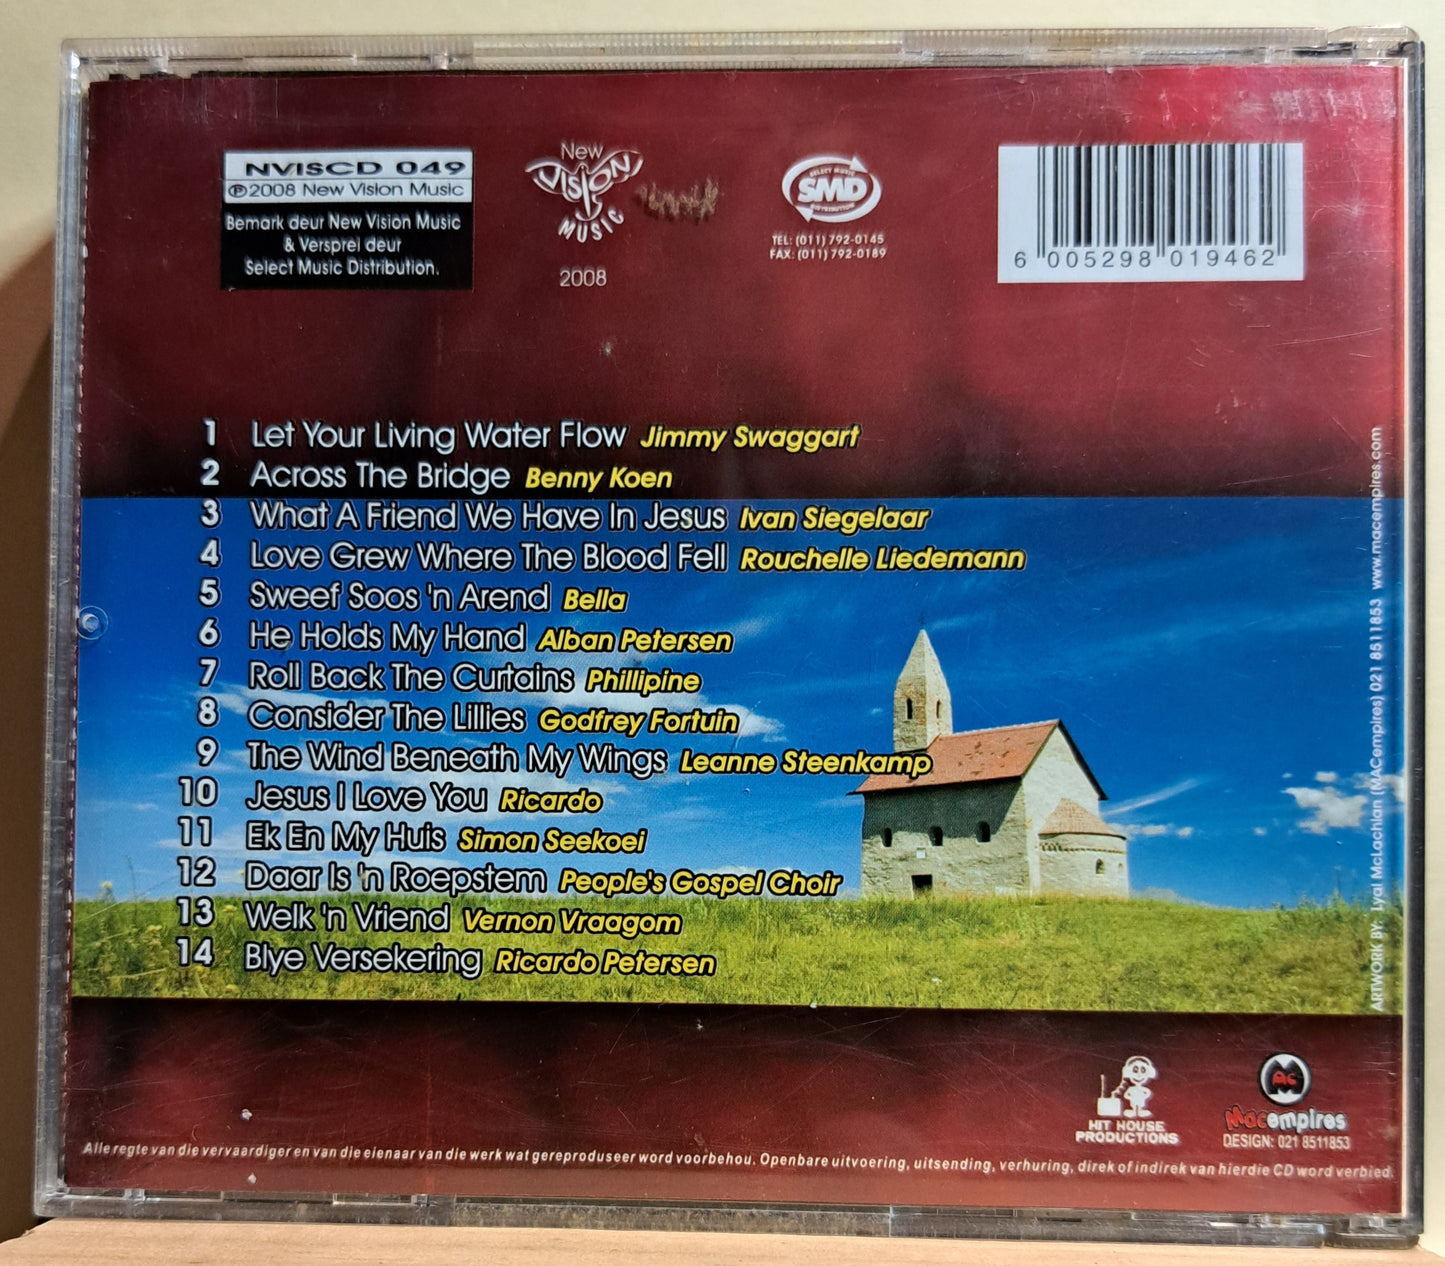 NVISCD 049
℗2008 New Vision Music
Bemark deur New Vision Music
& Versprei deur
Select Music Distribution.
New
VISION
MUSIC
2008
SELECT MUSIC
SMD
DISTRIBUTION
TEL: (011) 792-0145
FAX: (011) 792-0189
6 005298 019462
1 Let Your Living Water Flow Jimmy Swaggart
2 Across The Bridge Benny Koen
3 What A Friend We Have In Jesus Ivan Siegelaar
4 Love Grew Where The Blood Fell Rouchelle Liedemann
5 Sweef Soos 'n Arend Bella
6 He Holds My Hand Alban Petersen
7 Roll Back The Curtains Phillipine
8 Consider The Lillies Godfrey Fortuin
9 The Wind Beneath My Wings Leanne Steenkamp
10 Jesus I Love You Ricardo
11 Ek En My Huis Simon Seekoei
12 Daar Is 'n Roepstem People's Gospel Choir
13 Welk 'n Vriend Vernon Vraagom
14 Blye Versekering Ricardo Petersen
ARTWORK BY: Lyal McLachlan (MACempires) 021 8511853 www.macempires.com
HIT HOUSE
PRODUCTIONS
MAC
Macempires
DESIGN: 021 8511853
Alle regte van die vervaardiger en van die eienaar van die werk wat gereproduseer word voorbehou. Openbare uitvoering, uitsending, verhuring, direk of indirek van hierdie CD word verbied.